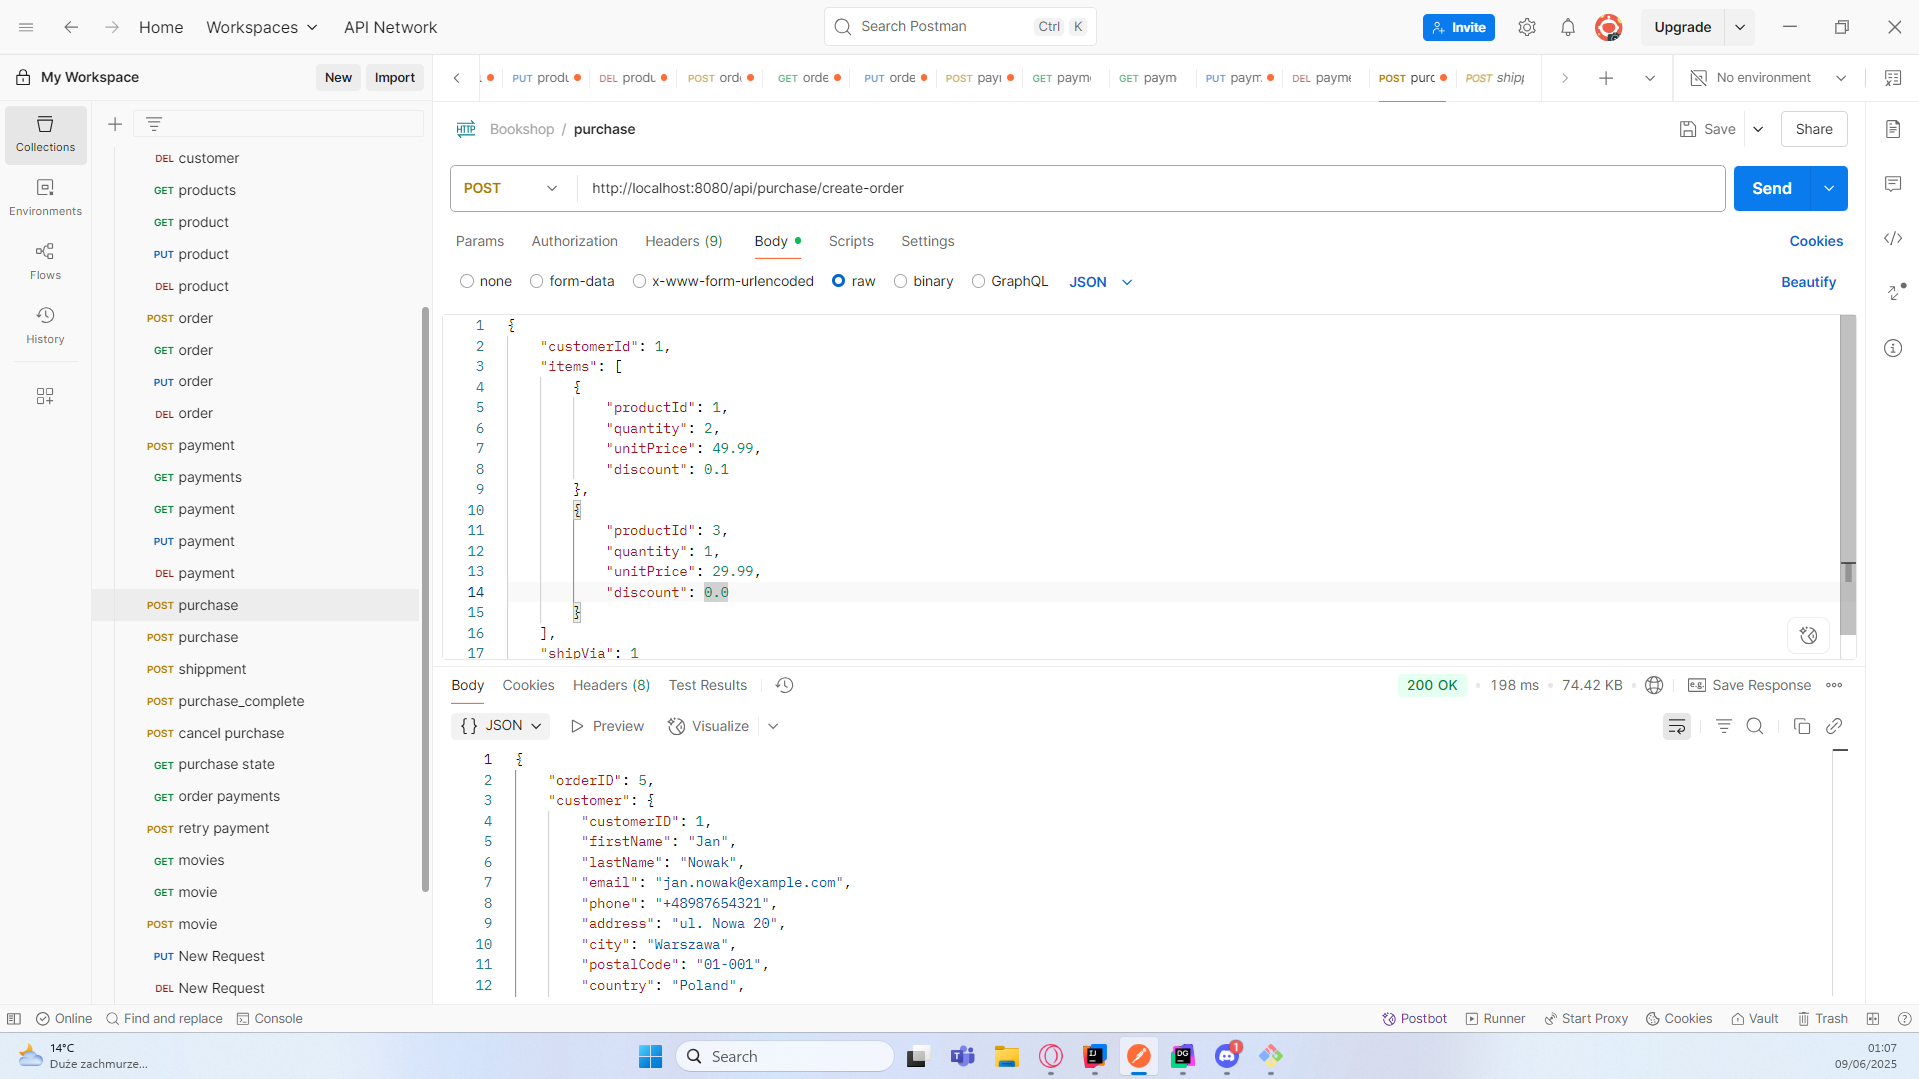 Home Workspaces API Network Search Postman Ctrl K Invite Upgrade
My Workspace New Import
PUT DEL POST GET PUT POST GET GET PUT DEL POST POST No environment
Collections
Environments
Flows
History
DEL customer
GET products
GET product
PUT product
DEL product
POST order
GET order
PUT order
DEL order
POST payment
GET payments
GET payment
PUT payment
DEL payment
POST purchase
POST purchase
POST shippment
POST purchase_complete
POST cancel purchase
GET purchase state
GET order payments
POST retry payment
GET movies
GET movie
POST movie
PUT New Request
DEL New Request
HTTP Bookshop / purchase Save Share
POST http://localhost:8080/api/purchase/create-order Send
Params Authorization Headers (9) Body Scripts Settings Cookies
none form-data x-www-form-urlencoded raw binary GraphQL JSON Beautify
1 {
2 "customerId": 1,
3 "items": [
4 {
5 "productId": 1,
6 "quantity": 2,
7 "unitPrice": 49.99,
8 "discount": 0.1
9 },
10 {
11 "productId": 3,
12 "quantity": 1,
13 "unitPrice": 29.99,
14 "discount": 0.0
15 }
16 ],
17 "shipVia": 1
Body Cookies Headers (8) Test Results 200 OK • 198 ms • 74.42 KB • e.g. Save Response
{} JSON Preview Visualize
1 {
2 "orderID": 5,
3 "customer": {
4 "customerID": 1,
5 "firstName": "Jan",
6 "lastName": "Nowak",
7 "email": "jan.nowak@example.com",
8 "phone": "+48987654321",
9 "address": "ul. Nowa 20",
10 "city": "Warszawa",
11 "postalCode": "01-001",
12 "country": "Poland",
Online Find and replace Console Postbot Runner Start Proxy Cookies Vault Trash
14°C
Duże zachmurze...
Search
IJ
DG
1
01:07
09/06/2025